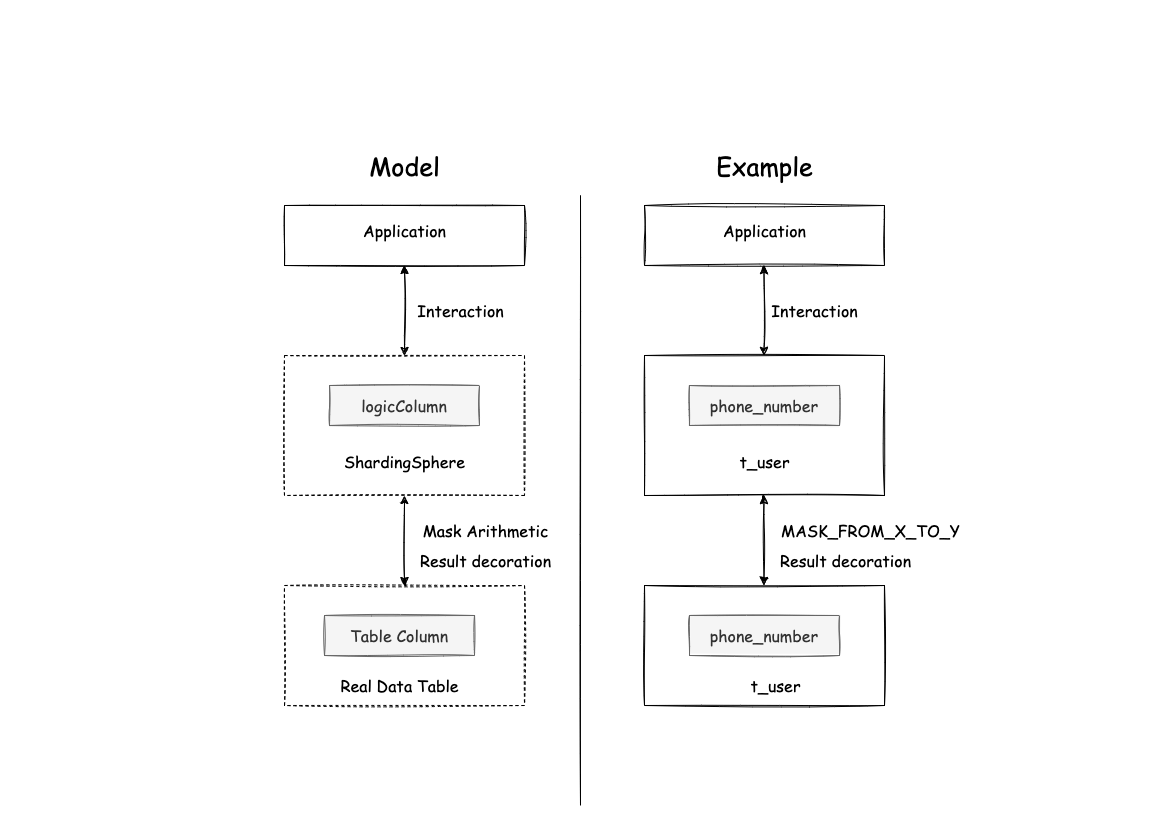 Model
Application
Interaction
logicColumn
ShardingSphere
Mask Arithmetic
Result decoration
Table Column
Real Data Table
Example
Application
Interaction
phone_number
t_user
MASK_FROM_X_TO_Y
Result decoration
phone_number
t_user